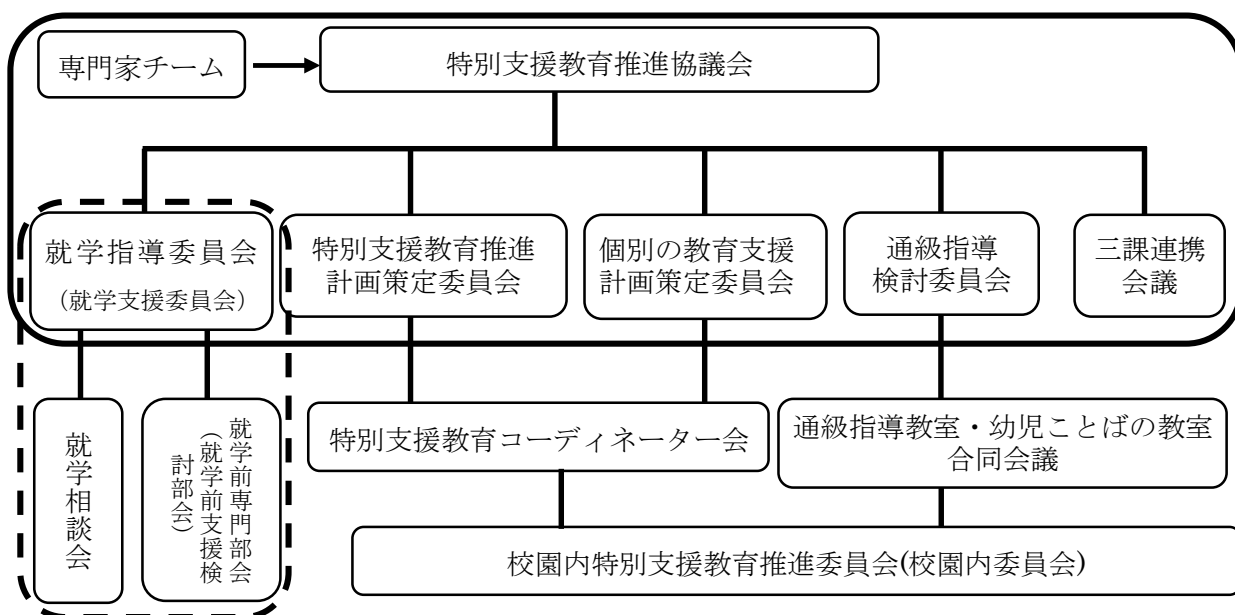 専門家チーム
特別支援教育推進協議会
就学指導委員会
(就学支援委員会)
特別支援教育推進
計画策定委員会
個別の教育支援
計画策定委員会
通級指導
検討委員会
三課連携
会議
就学相談会
就学前専門部会
(就学前支援検
討部会)
特別支援教育コーディネーター会
通級指導教室・幼児ことばの教室
合同会議
校園内特別支援教育推進委員会(校園内委員会)